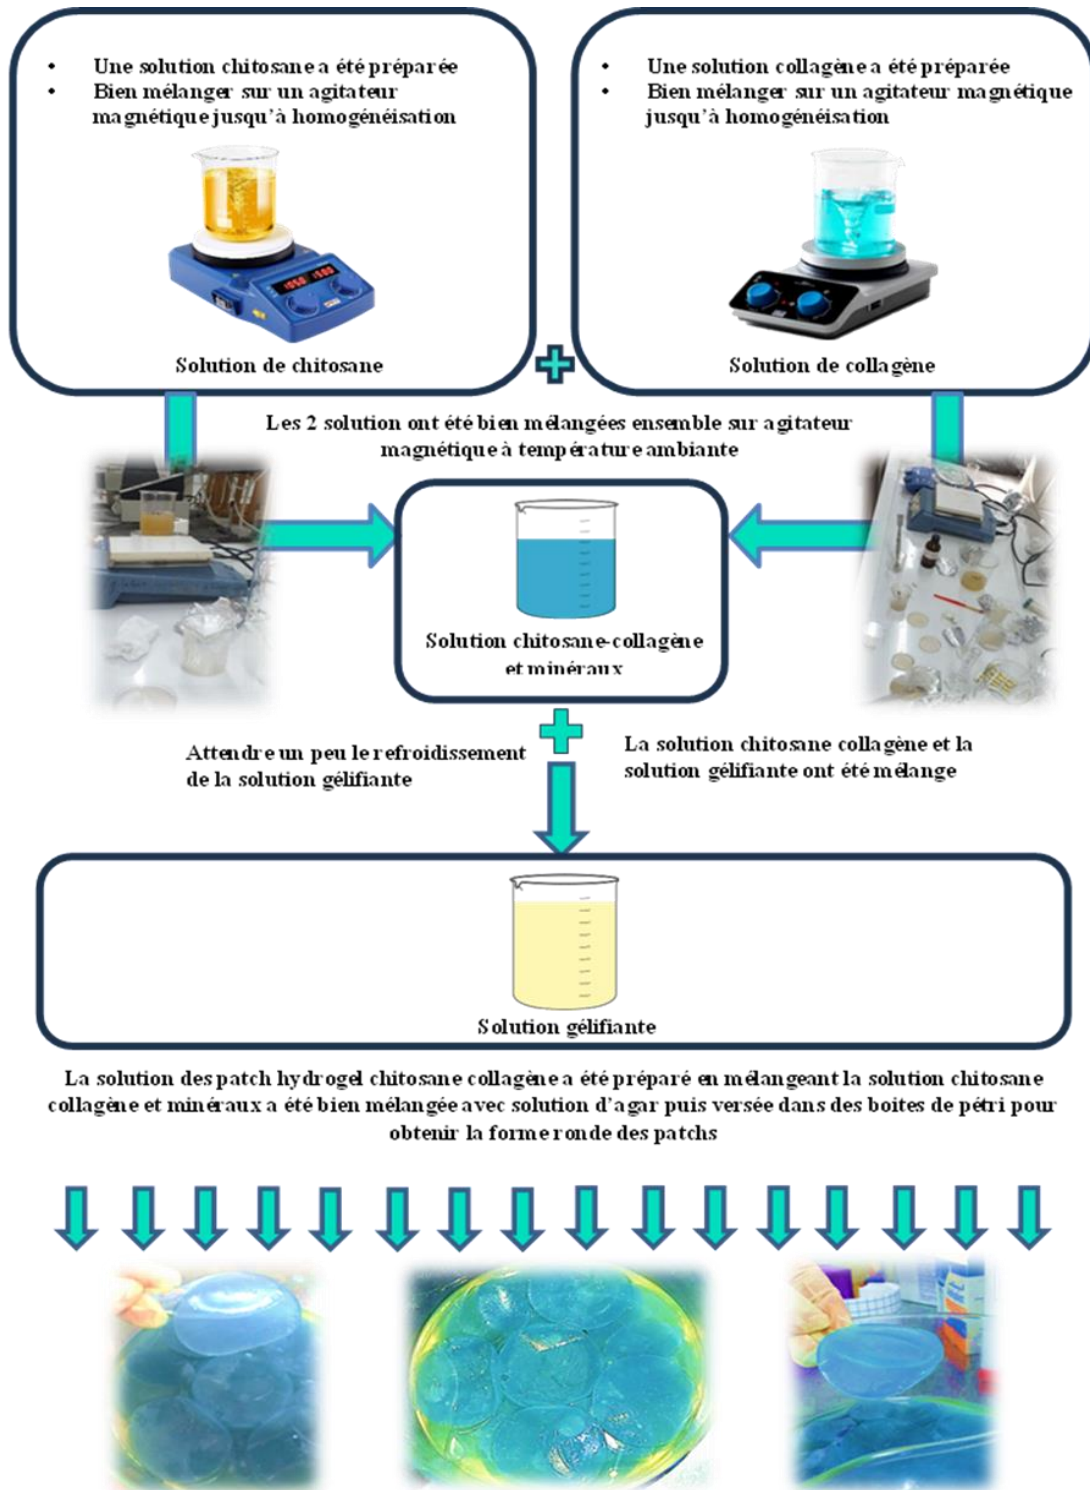 • Une solution chitosane a été préparée
• Bien mélanger sur un agitateur
magnétique jusqu'à homogénéisation
Solution de chitosane
• Une solution collagène a été préparée
• Bien mélanger sur un agitateur magnétique
jusqu'à homogénéisation
Solution de collagène
Les 2 solution ont été bien mélangées ensemble sur agitateur
magnétique à température ambiante
Solution chitosane-collagène
et minéraux
Attendre un peu le refroidissement
de la solution gélifiante
La solution chitosane collagène et la
solution gélifiante ont été mélange
Solution gélifiante
La solution des patch hydrogel chitosane collagène a été préparé en mélangeant la solution chitosane
collagène et minéraux a été bien mélangée avec solution d'agar puis versée dans des boites de pétri pour
obtenir la forme ronde des patchs